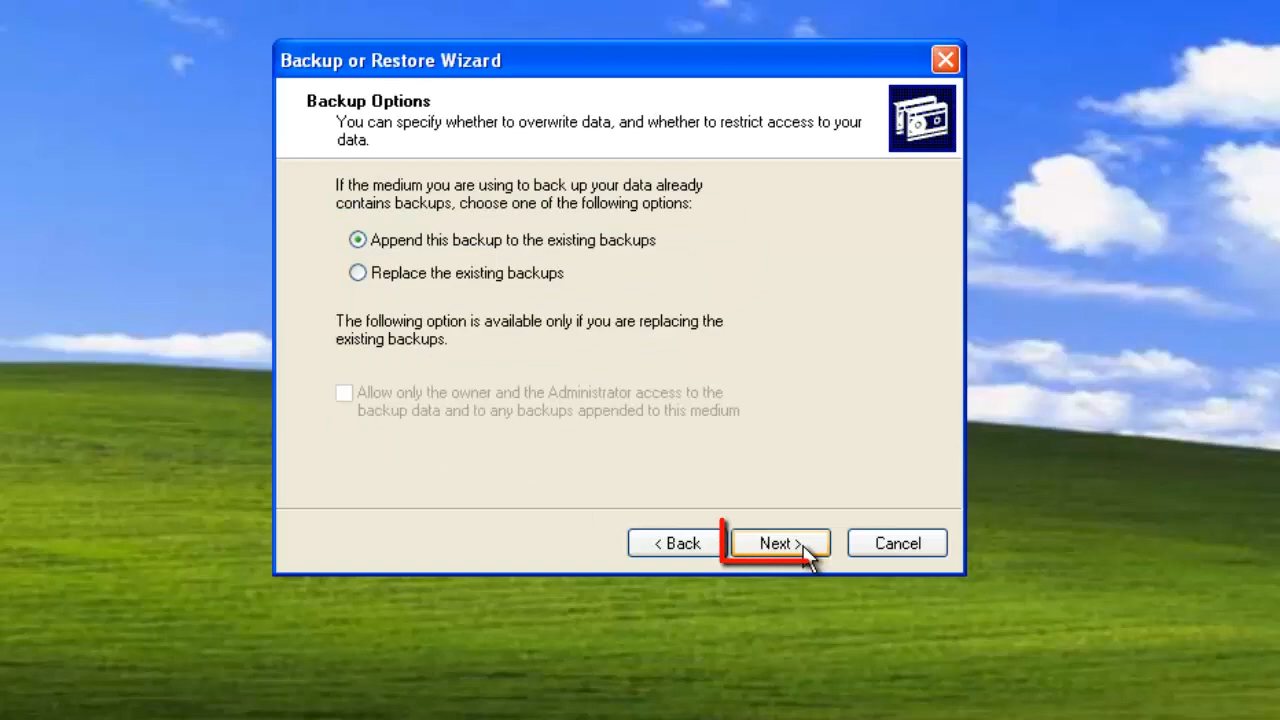 Backup or Restore Wizard
Backup Options
You can specify whether to overwrite data, and whether to restrict access to your
data.
If the medium you are using to back up your data already
contains backups, choose one of the following options:
Append this backup to the existing backups
Replace the existing backups
The following option is available only if you are replacing the
existing backups.
Allow only the owner and the Administrator access to the
backup data and to any backups appended to this medium
< Back
Next >
Cancel